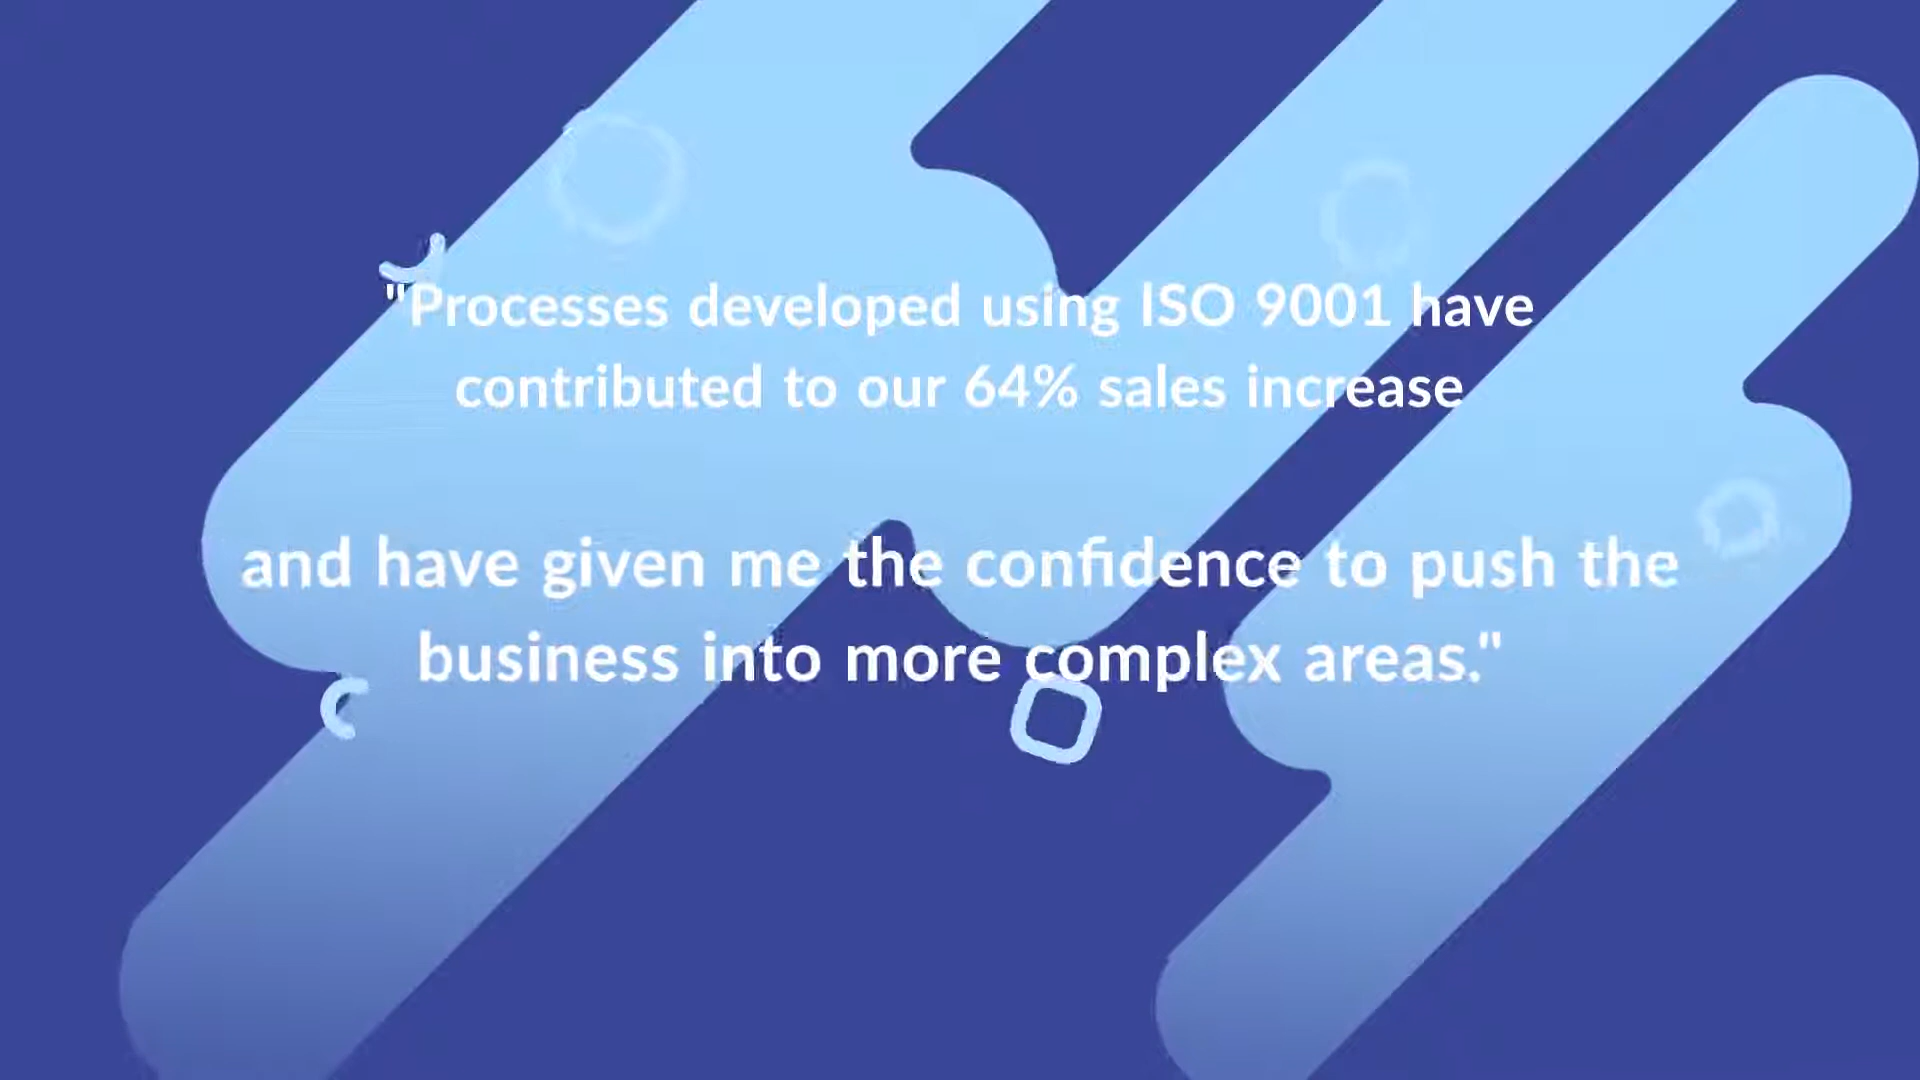 "Processes developed using ISO 9001 have
contributed to our 64% sales increase
and have given me the confidence to push the
business into more complex areas."